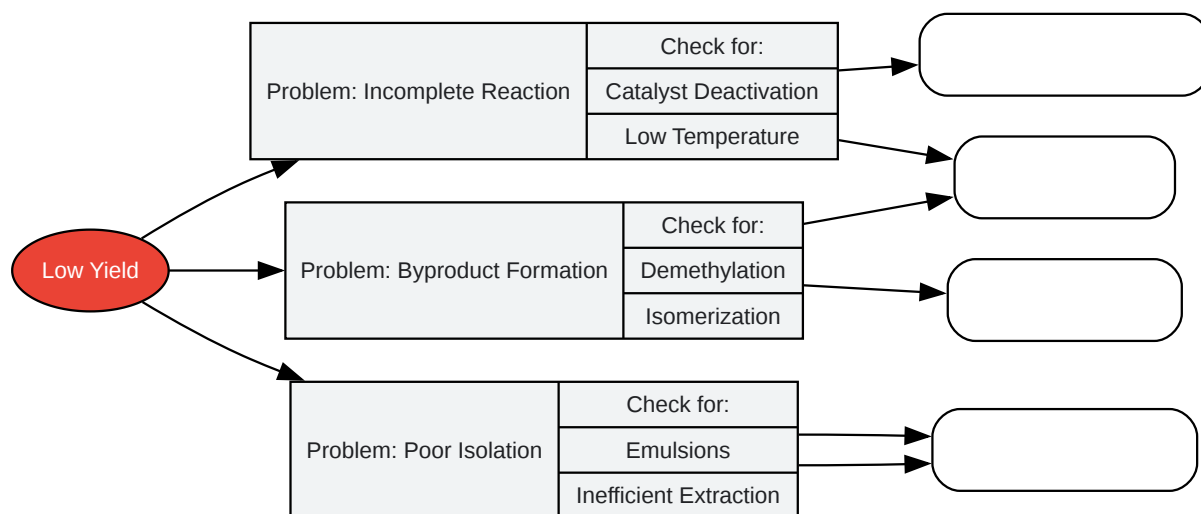 Low Yield
Problem: Incomplete Reaction
Check for:
Catalyst Deactivation
Low Temperature
Problem: Byproduct Formation
Check for:
Demethylation
Isomerization
Problem: Poor Isolation
Check for:
Emulsions
Inefficient Extraction